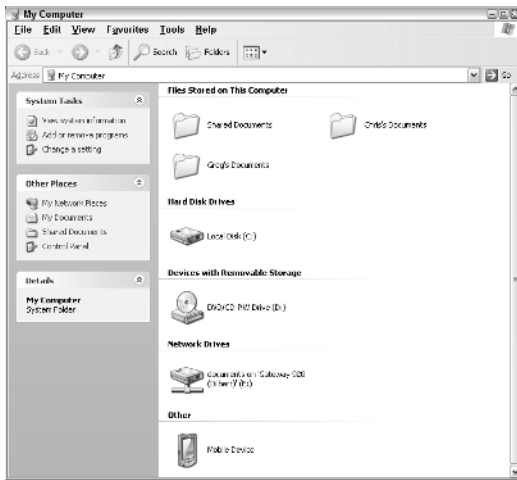 My Computer
File Edit View Favorites Tools Help
Back Search Folders
Address My Computer Go
System Tasks
View system information
Add or remove programs
Change a setting
Other Places
My Network Places
My Documents
Shared Documents
Control Panel
Details
My Computer
System Folder
Files Stored on This Computer
Shared Documents Chris's Documents
Greg's Documents
Hard Disk Drives
Local Disk (C:)
Devices with Removable Storage
DVD/CD-RW Drive (D:)
Network Drives
documents on 'Gateway
Other
Mobile Device